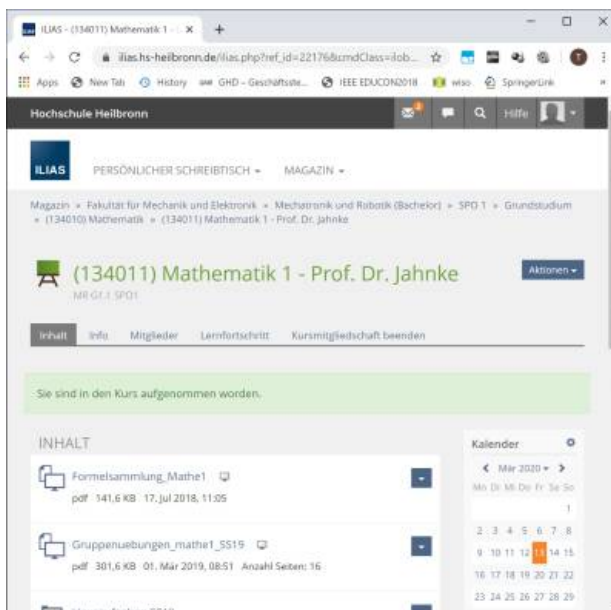 ILIAS - (134011) Mathematik 1 -
ilias.hs-heilbronn.de/ilias.php?ref_id=22176&cmdClass=ilob...
Apps New Tab History GHD - Geschäftsste... IEEE EDUCON2018 wiso SpringerLink »
Hochschule Heilbronn Hilfe
ILIAS PERSÖNLICHER SCHREIBTISCH MAGAZIN
Magazin » Fakultät für Mechanik und Elektronik » Mechatronik und Robotik (Bachelor) » SPO 1 » Grundstudium
» (134010) Mathematik » (134011) Mathematik 1 - Prof. Dr. Jahnke
(134011) Mathematik 1 - Prof. Dr. Jahnke Aktionen
MR G1.1 SPO1
Inhalt Info Mitglieder Lernfortschritt Kursmitgliedschaft beenden
Sie sind in den Kurs aufgenommen worden.
INHALT
Formelsammlung_Mathe1
pdf 141,6 KB 17. Jul 2018, 11:05
Gruppenuebungen_mathe1_SS19
pdf 301,6 KB 01. Mär 2019, 08:51 Anzahl Seiten: 16
Kalender
Mär 2020
Mo Di Mi Do Fr Sa So
1
2 3 4 5 6 7 8
9 10 11 12 13 14 15
16 17 18 19 20 21 22
23 24 25 26 27 28 29